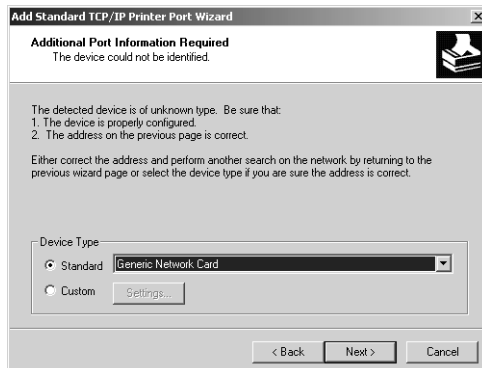 Add Standard TCP/IP Printer Port Wizard
Additional Port Information Required
The device could not be identified.
The detected device is of unknown type. Be sure that:
1. The device is properly configured.
2. The address on the previous page is correct.
Either correct the address and perform another search on the network by returning to the
previous wizard page or select the device type if you are sure the address is correct.
Device Type
Standard Generic Network Card
Custom Settings...
< Back Next > Cancel